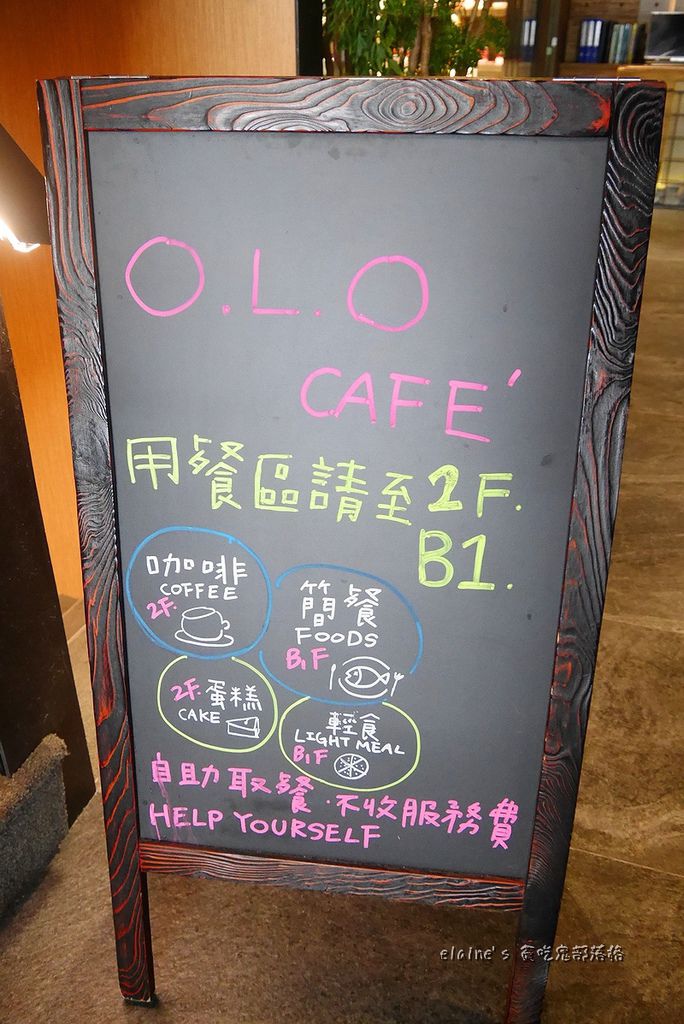 O.L.O
CAFE'
用餐區請至2F.
B1.
咖啡
COFFEE
2F.
簡餐
FOODS
B1F
2F.蛋糕
CAKE
輕食
LIGHT MEAL
B1F
自助取餐.不收服務費
HELP YOURSELF
elaine's 貪吃鬼部落格